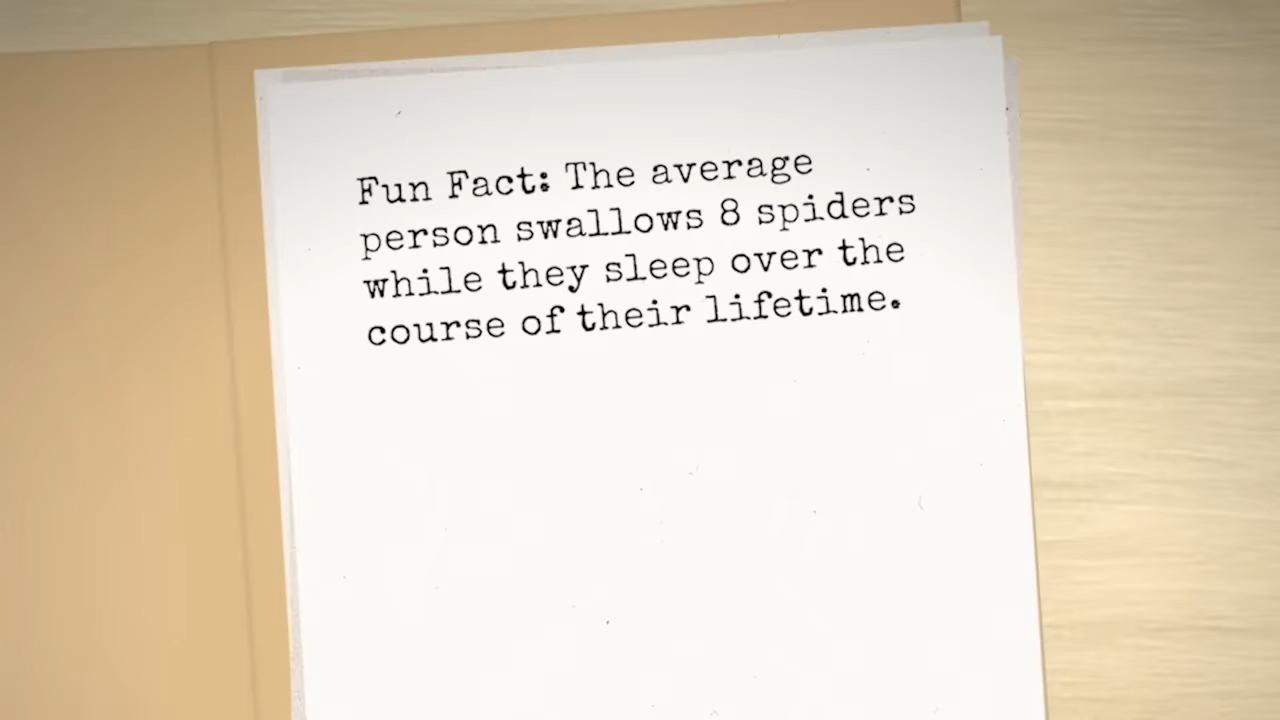 Fun Fact: The average
person swallows 8 spiders
while they sleep over the
course of their lifetime.